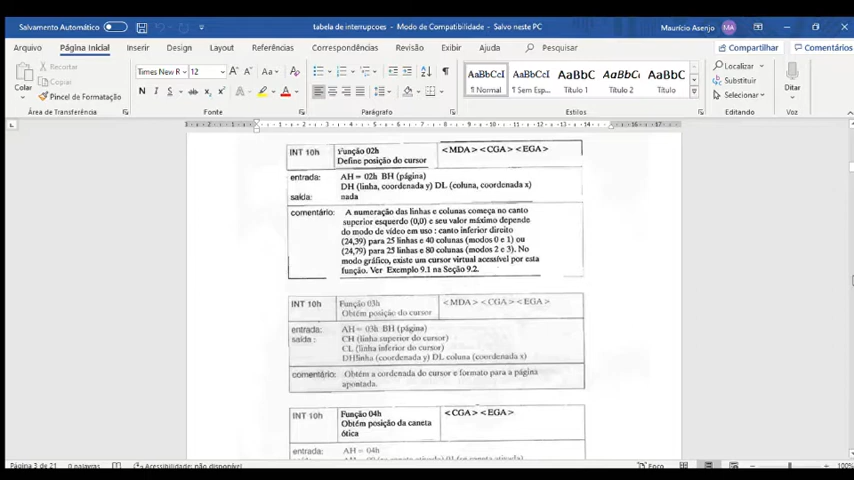 Salvamento Automático
tabela de interrupcoes - Modo de Compatibilidade - Salvo neste PC
Maurício Asenjo
MA
Arquivo Página Inicial Inserir Design Layout Referências Correspondências Revisão Exibir Ajuda Pesquisar Compartilhar Comentários
Colar
Recortar
Copiar
Pincel de Formatação
Times New R 12
N I S
AaBbCcI AaBbCcI AaBbC AaBbCc AaBbC
¶ Normal ¶ Sem Esp... Título 1 Título 2 Título
Localizar
Substituir
Selecionar
Ditar
Área de Transferência Fonte Parágrafo Estilos Editando Voz
INT 10h Função 02h <MDA> <CGA> <EGA>
Define posição do cursor
entrada: AH = 02h BH (página)
DH (linha, coordenada y) DL (coluna, coordenada x)
saída: nada
comentário: A numeração das linhas e colunas começa no canto
superior esquerdo (0,0) e seu valor máximo depende
do modo de vídeo em uso : canto inferior direito
(24,39) para 25 linhas e 40 colunas (modos 0 e 1) ou
(24,79) para 25 linhas e 80 colunas (modos 2 e 3). No
modo gráfico, existe um cursor virtual acessível por esta
função. Ver Exemplo 9.1 na Seção 9.2.
INT 10h Função 03h <MDA> <CGA> <EGA>
Obtém posição do cursor
entrada: AH = 03h BH (página)
saída : CH (linha superior do cursor)
CL (linha inferior do cursor)
DHlinha (coordenada y) DL coluna (coordenada x)
comentário: Obtém a cordenada do cursor e formato para a página
apontada.
INT 10h Função 04h <CGA> <EGA>
Obtém posição da caneta
ótica
entrada: AH = 04h
Página 3 de 21 0 palavras Acessibilidade: não disponível Foco 100%